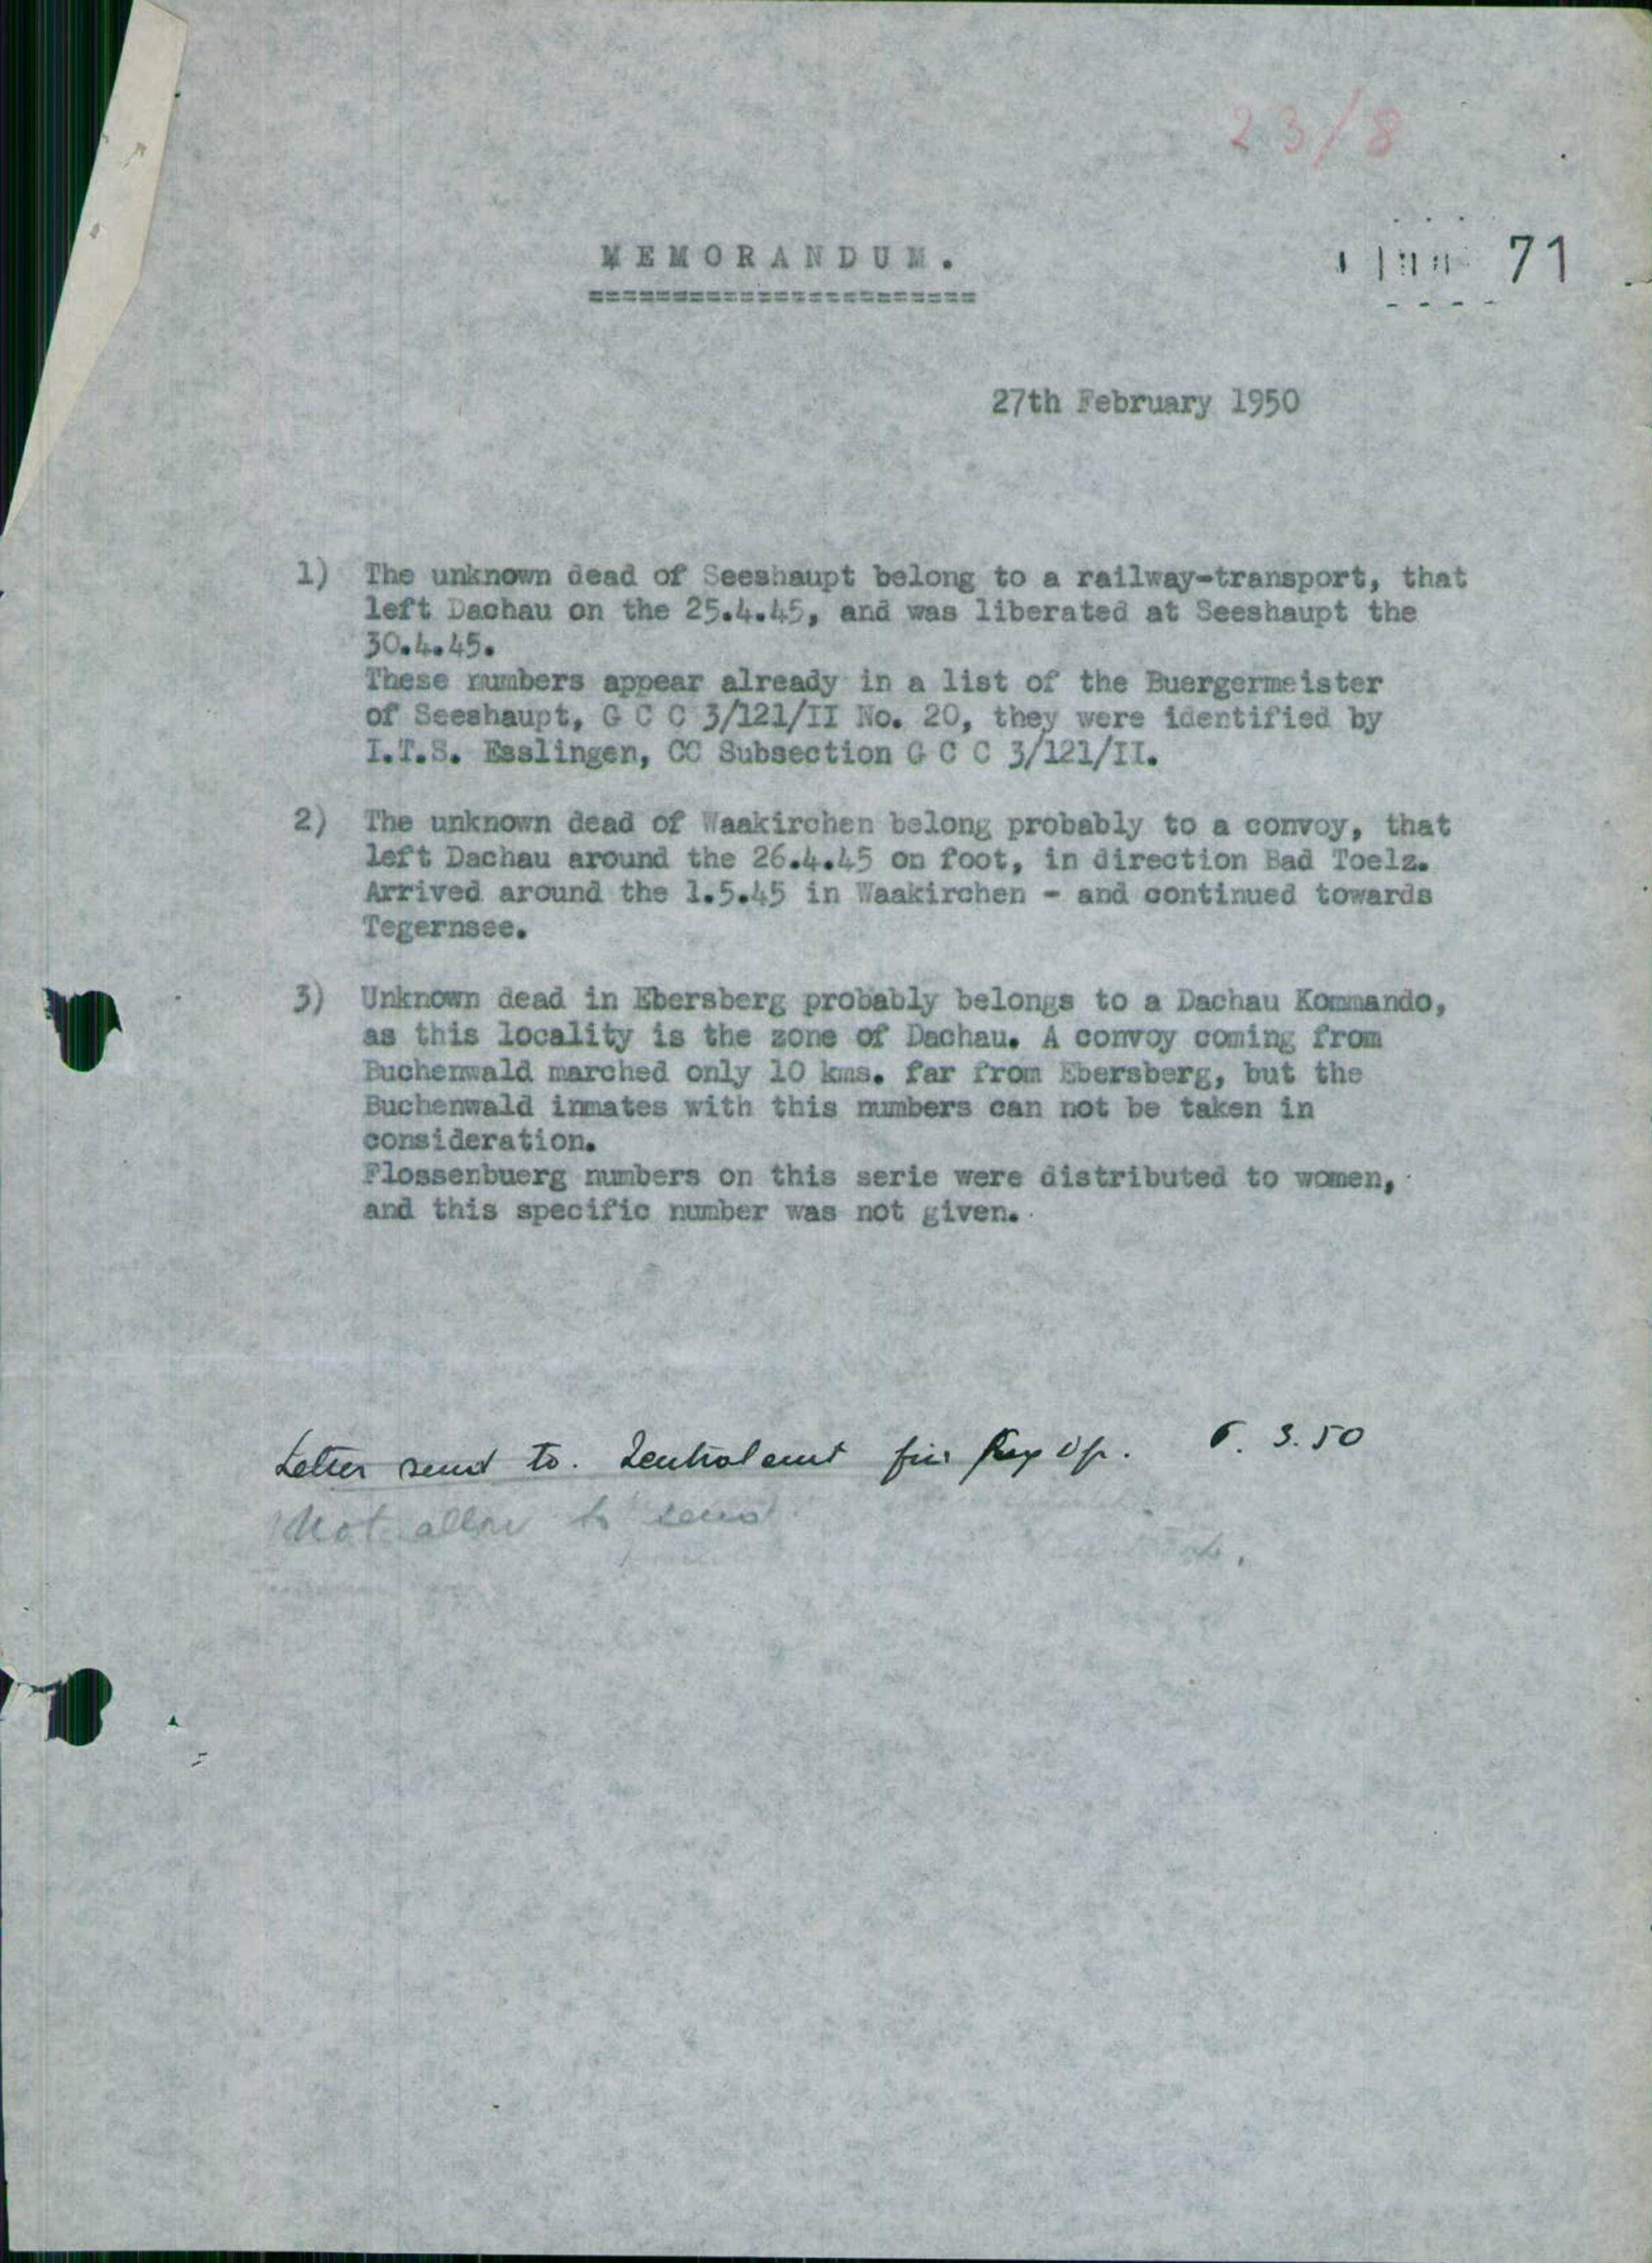 23/8
71
MEMORANDUM.
=======================
27th February 1950
1) The unknown dead of Seeshaupt belong to a railway-transport, that
left Dachau on the 25.4.45, and was liberated at Seeshaupt the
30.4.45.
These numbers appear already in a list of the Buergermeister
of Seeshaupt, G C C 3/121/II No. 20, they were identified by
I.T.S. Esslingen, CC Subsection G C C 3/121/II.
2) The unknown dead of Waakirchen belong probably to a convoy, that
left Dachau around the 26.4.45 on foot, in direction Bad Toelz.
Arrived around the 1.5.45 in Waakirchen - and continued towards
Tegernsee.
3) Unknown dead in Ebersberg probably belongs to a Dachau Kommando,
as this locality is the zone of Dachau. A convoy coming from
Buchenwald marched only 10 kms. far from Ebersberg, but the
Buchenwald inmates with this numbers can not be taken in
consideration.
Flossenbuerg numbers on this serie were distributed to women,
and this specific number was not given.
Letter send to. Zentralamt für 6. 3.50
Not allow to send